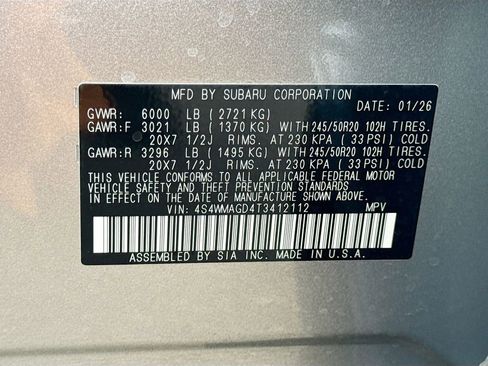 MFD BY SUBARU CORPORATION
DATE: 01/26
GVWR: 6000 LB ( 2721 KG)
GAWR:F 3021 LB ( 1370 KG) WITH 245/50R20 102H TIRES.
20X7 1/2J RIMS. AT 230 KPA ( 33 PSI) COLD
GAWR:R 3296 LB ( 1495 KG) WITH 245/50R20 102H TIRES.
20X7 1/2J RIMS. AT 230 KPA ( 33 PSI) COLD
THIS VEHICLE CONFORMS TO ALL APPLICABLE FEDERAL MOTOR
VEHICLE SAFETY AND THEFT PREVENTION STANDARDS IN EFFECT
ON THE DATE OF MANUFACTURE SHOWN ABOVE.
VIN: 4S4WMAGD4T3412112 MPV
ASSEMBLED BY SIA INC. MADE IN U.S.A.